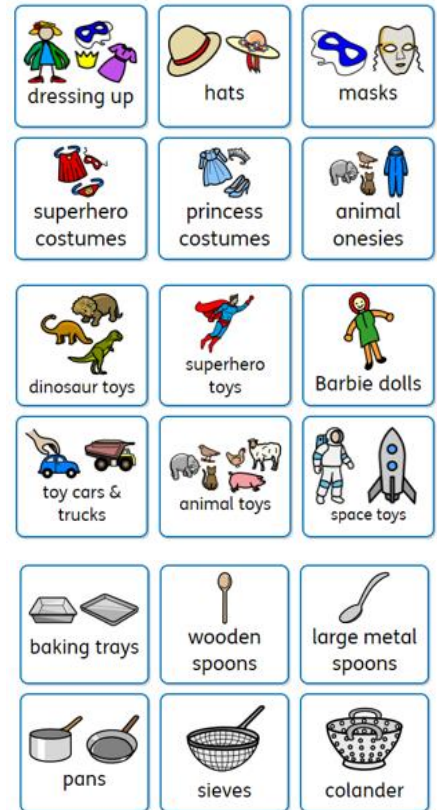 dressing up
hats
masks
superhero
costumes
princess
costumes
animal
onesies
dinosaur toys
superhero
toys
Barbie dolls
toy cars &
trucks
animal toys
space toys
baking trays
wooden
spoons
large metal
spoons
pans
sieves
colander